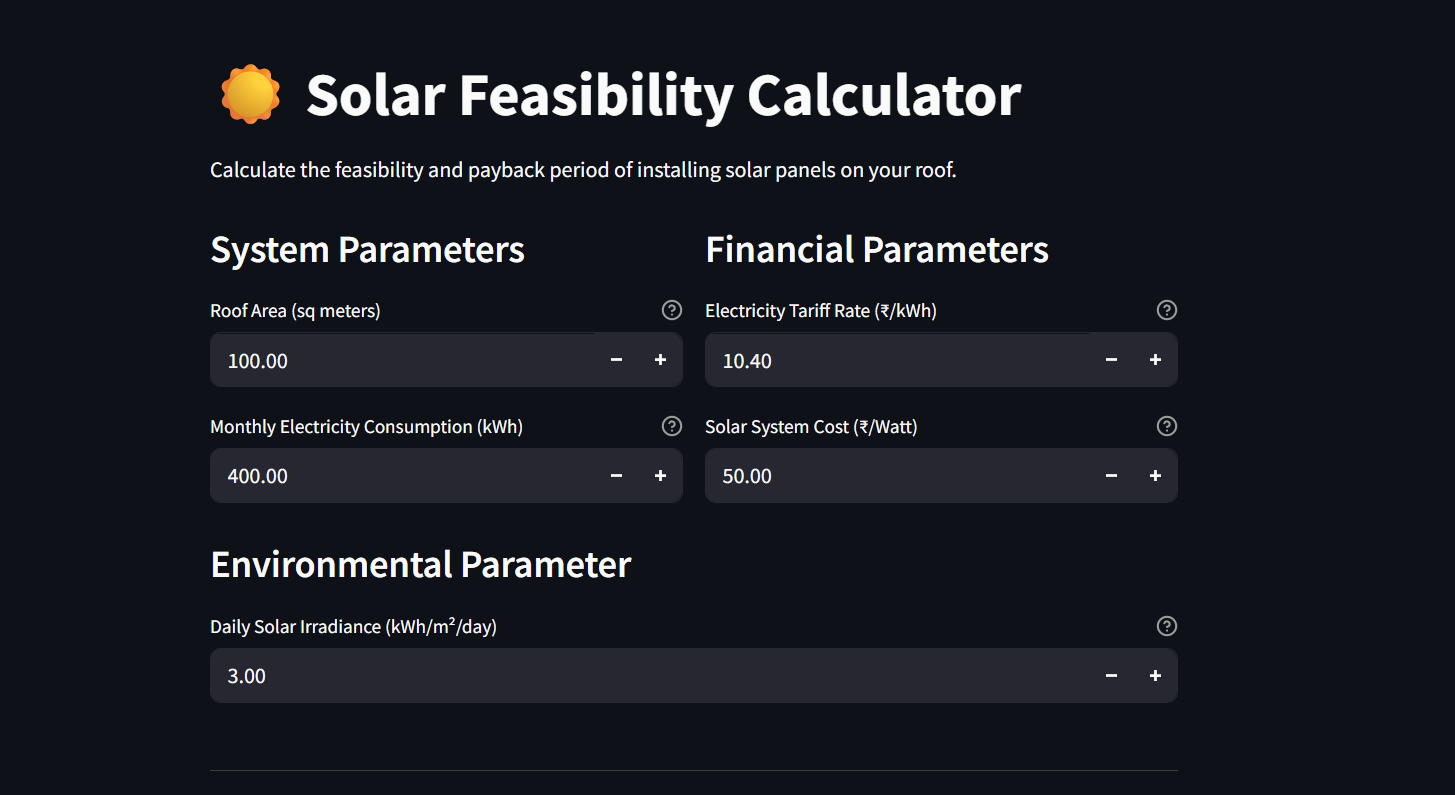 Solar Feasibility Calculator
Calculate the feasibility and payback period of installing solar panels on your roof.
System Parameters
Roof Area (sq meters)
100.00
Monthly Electricity Consumption (kWh)
400.00
Financial Parameters
Electricity Tariff Rate (₹/kWh)
10.40
Solar System Cost (₹/Watt)
50.00
Environmental Parameter
Daily Solar Irradiance (kWh/m²/day)
3.00